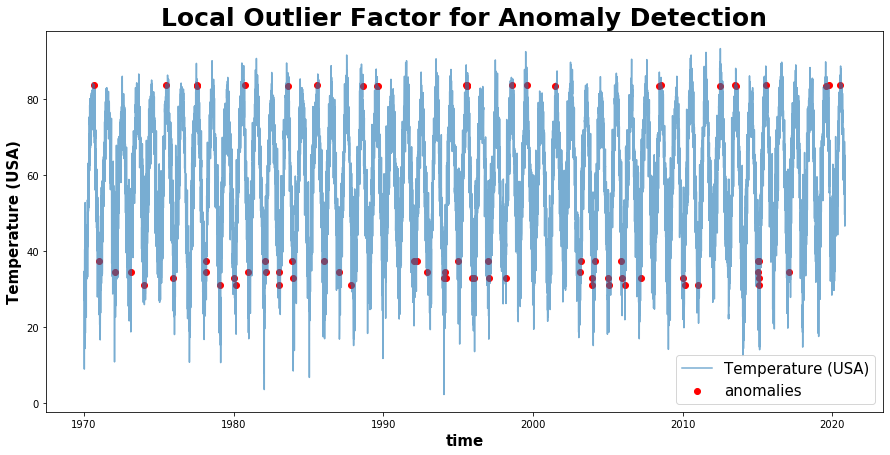 Local Outlier Factor for Anomaly Detection
Temperature (USA)
80
60
40
20
0
1970 1980 1990 2000 2010 2020
time
Temperature (USA)
anomalies